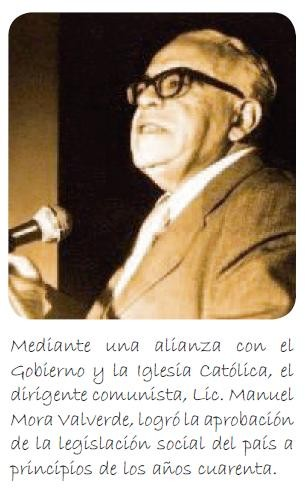 Mediante una alianza con el
Gobierno y la Iglesia Católica, el
dirigente comunista, Lic. Manuel
Mora Valverde, logró la aprobación
de la legislación social del país a
principios de los años cuarenta.